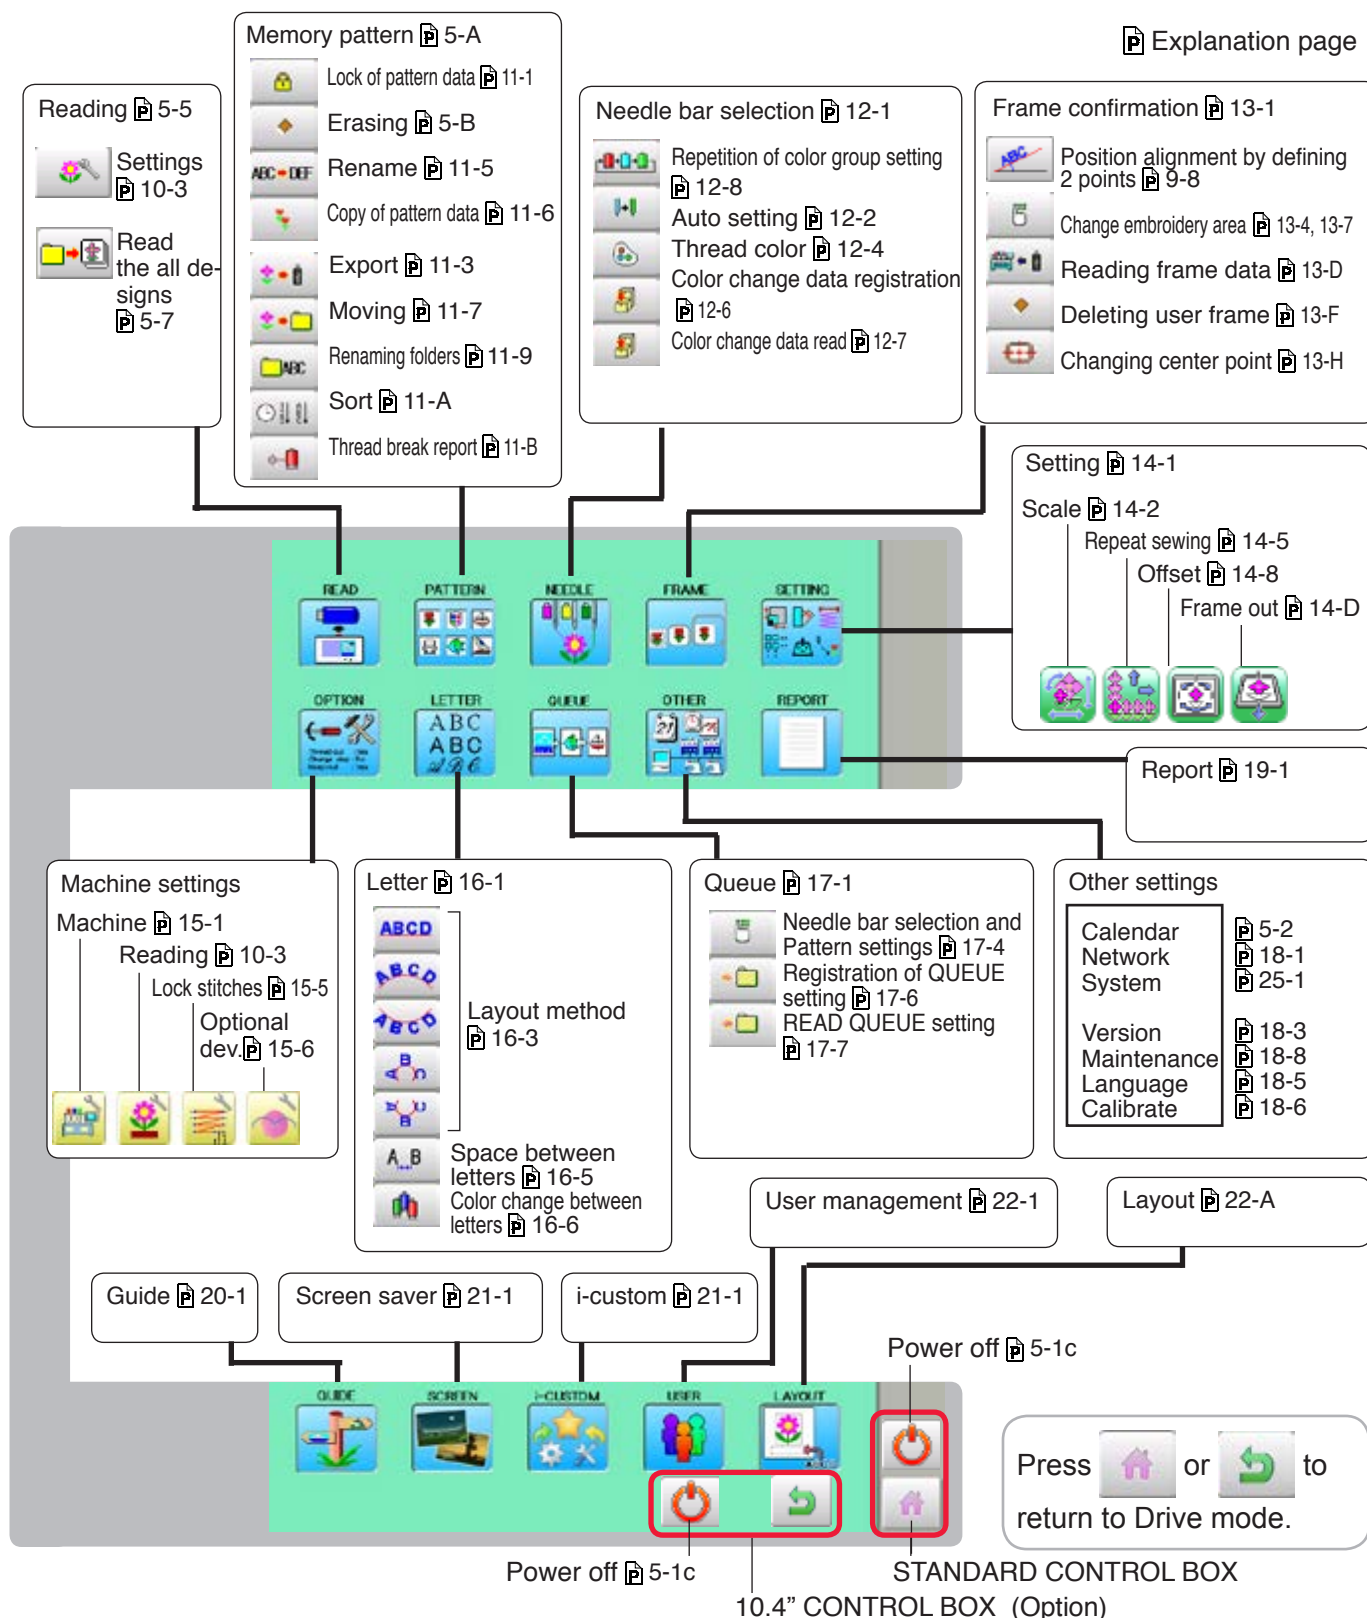 Memory pattern P 5-A
Lock of pattern data P 11-1
Erasing P 5-B
ABC DEF
Rename P 11-5
Copy of pattern data P 11-6
Export P 11-3
Moving P 11-7
ABC
Renaming folders P 11-9
Sort P 11-A
Thread break report P 11-B
P Explanation page
Reading P 5-5
Settings
P 10-3
Read
the all de-
signs
P 5-7
Needle bar selection P 12-1
Repetition of color group setting
P 12-8
Auto setting P 12-2
Thread color P 12-4
Color change data registration
P 12-6
Color change data read P 12-7
Frame confirmation P 13-1
ABC
Position alignment by defining
2 points P 9-8
Change embroidery area P 13-4, 13-7
Reading frame data P 13-D
Deleting user frame P 13-F
Changing center point P 13-H
Setting P 14-1
Scale P 14-2
Repeat sewing P 14-5
Offset P 14-8
Frame out P 14-D
READ
PATTERN
NEEDLE
FRAME
SETTING
OPTION
LETTER
QUEUE
OTHER
REPORT
ABC
ABC
ABC
Report P 19-1
Machine settings
Machine P 15-1
Reading P 10-3
Lock stitches P 15-5
Optional
dev. P 15-6
Letter P 16-1
ABCD
ABCD
ABCD
ABC
ABC
Layout method
P 16-3
A B
Space between
letters P 16-5
Color change between
letters P 16-6
Queue P 17-1
Needle bar selection and
Pattern settings P 17-4
Registration of QUEUE
setting P 17-6
READ QUEUE setting
P 17-7
Other settings
Calendar P 5-2
Network P 18-1
System P 25-1
Version P 18-3
Maintenance P 18-8
Language P 18-5
Calibrate P 18-6
User management P 22-1
Layout P 22-A
Guide P 20-1
Screen saver P 21-1
i-custom P 21-1
Power off P 5-1c
GUIDE
SCREEN
i-CUSTOM
USER
LAYOUT
Press or to
return to Drive mode.
Power off P 5-1c
STANDARD CONTROL BOX
10.4” CONTROL BOX (Option)